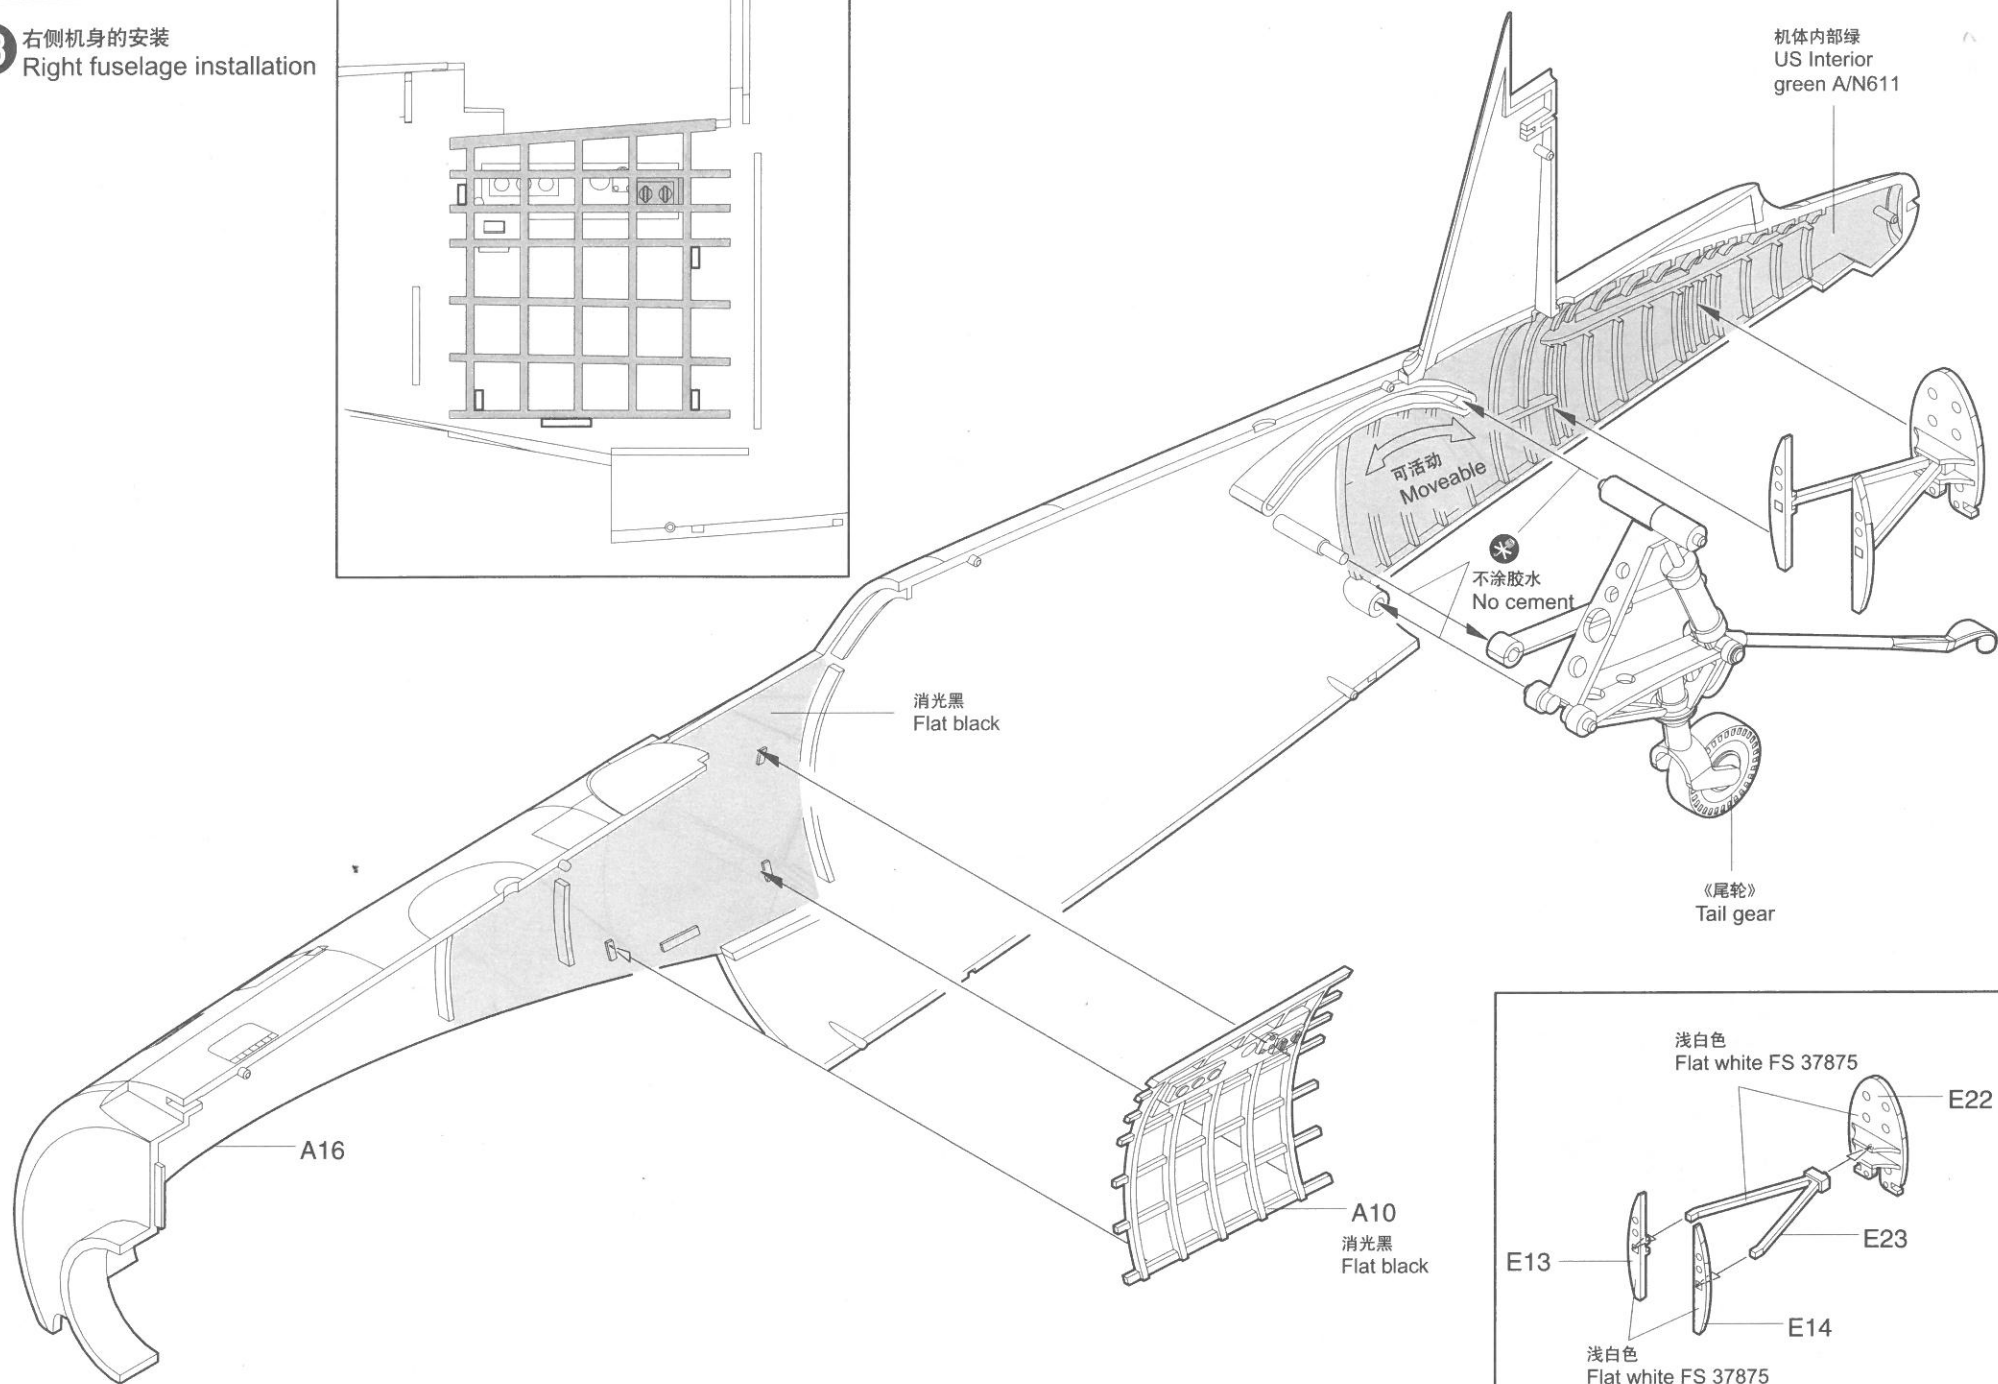 右侧机身的安装
Right fuselage installation
机体内部绿
US Interior
green A/N611
可活动
Moveable
不涂胶水
No cement
消光黑
Flat black
《尾轮》
Tail gear
A16
A10
消光黑
Flat black
浅白色
Flat white FS 37875
E22
E23
E13
E14
浅白色
Flat white FS 37875